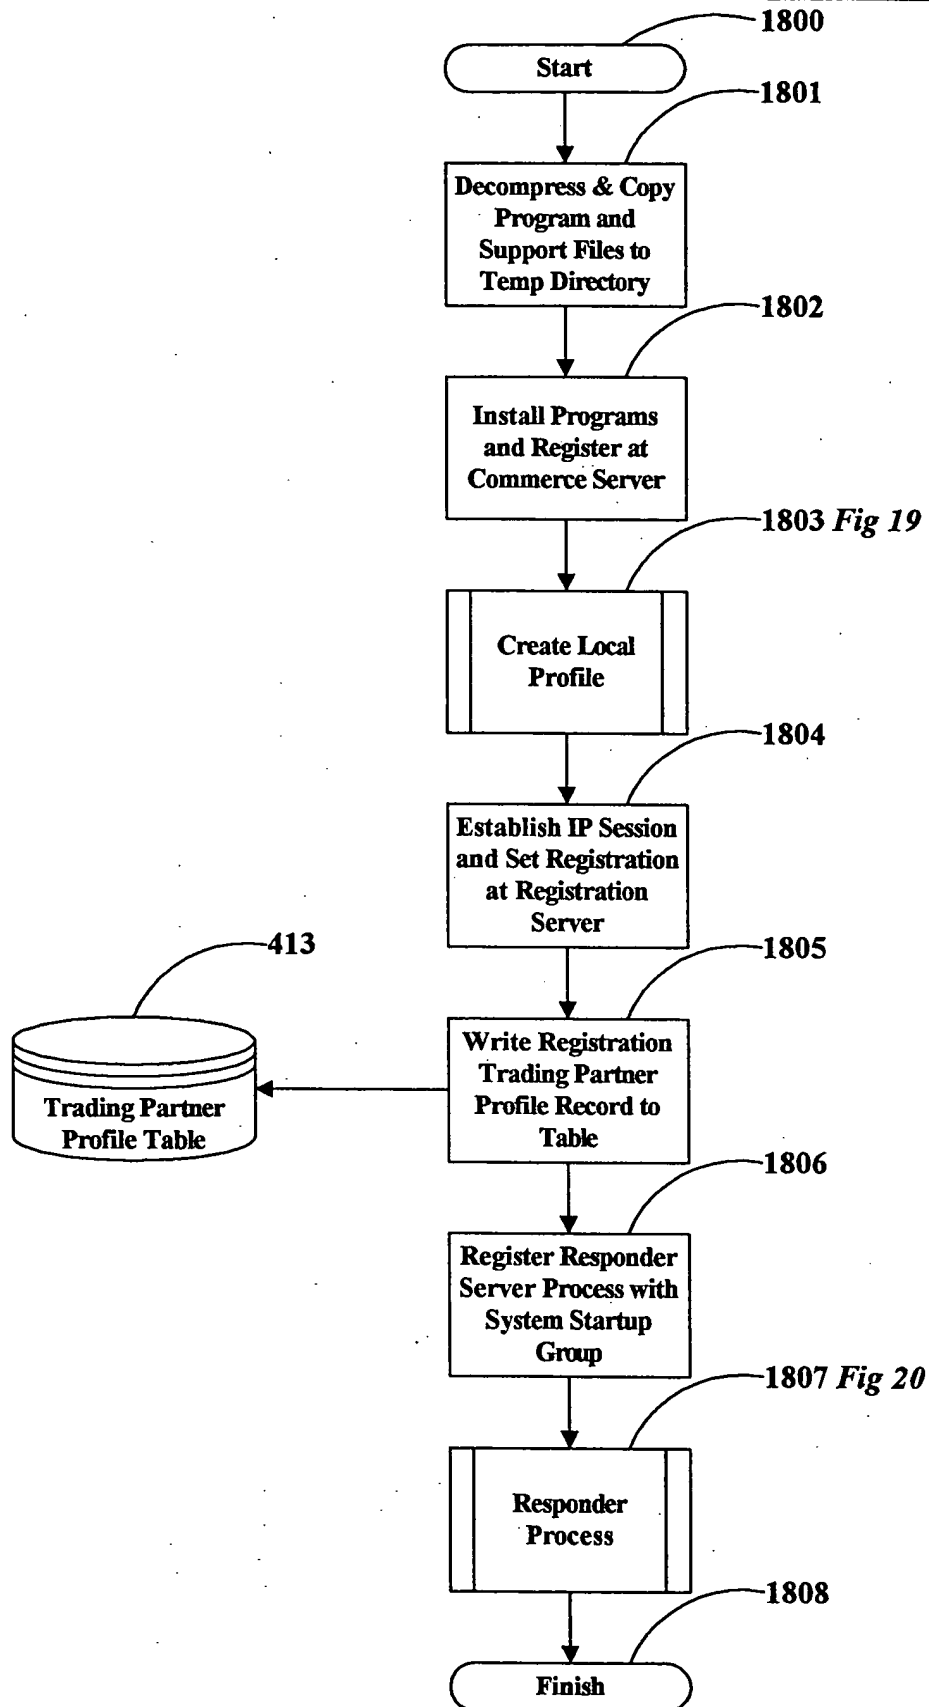 1800
Start
1801
Decompress & Copy
Program and
Support Files to
Temp Directory
1802
Install Programs
and Register at
Commerce Server
1803 Fig 19
Create Local
Profile
1804
Establish IP Session
and Set Registration
at Registration
Server
413
1805
Write Registration
Trading Partner
Profile Record to
Table
Trading Partner
Profile Table
1806
Register Responder
Server Process with
System Startup
Group
1807 Fig 20
Responder
Process
1808
Finish